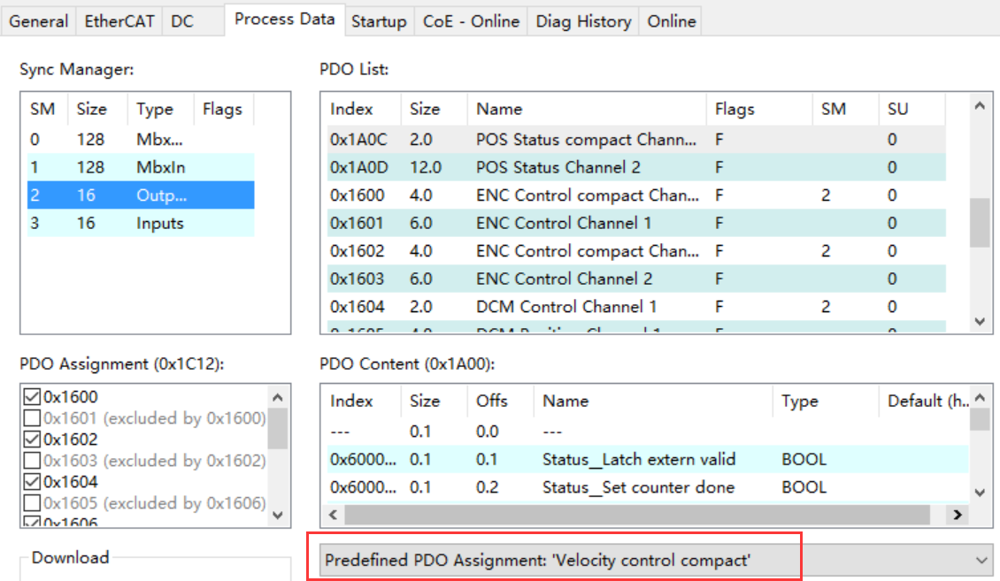 General EtherCAT DC Process Data Startup CoE - Online Diag History Online
Sync Manager:
SM Size Type Flags
0 128 Mbx...
1 128 MbxIn
2 16 Outp...
3 16 Inputs
PDO List:
Index Size Name Flags SM SU
0x1A0C 2.0 POS Status compact Chann... F 0
0x1A0D 12.0 POS Status Channel 2 F 0
0x1600 4.0 ENC Control compact Chan... F 2 0
0x1601 6.0 ENC Control Channel 1 F 0
0x1602 4.0 ENC Control compact Chan... F 2 0
0x1603 6.0 ENC Control Channel 2 F 0
0x1604 2.0 DCM Control Channel 1 F 2 0
PDO Assignment (0x1C12):
0x1600
0x1601 (excluded by 0x1600)
0x1602
0x1603 (excluded by 0x1602)
0x1604
0x1605 (excluded by 0x1606)
0x1606
PDO Content (0x1A00):
Index Size Offs Name Type Default (h...
--- 0.1 0.0 ---
0x6000... 0.1 0.1 Status__Latch extern valid BOOL
0x6000... 0.1 0.2 Status__Set counter done BOOL
Download
Predefined PDO Assignment: 'Velocity control compact'